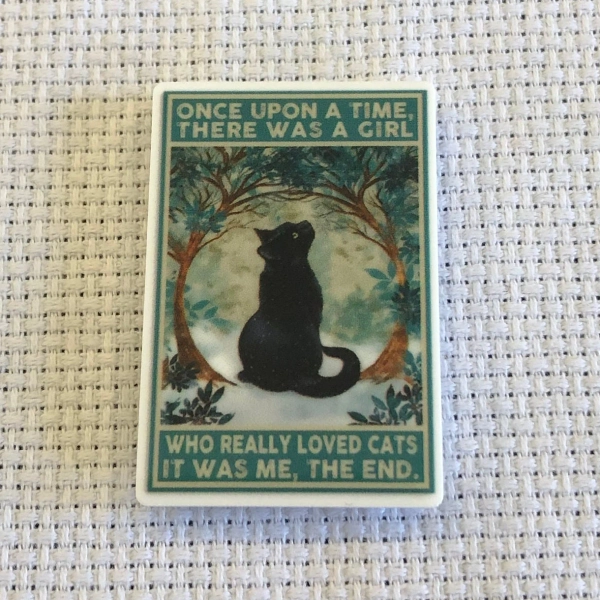 ONCE UPON A TIME,
THERE WAS A GIRL
WHO REALLY LOVED CATS
IT WAS ME, THE END.